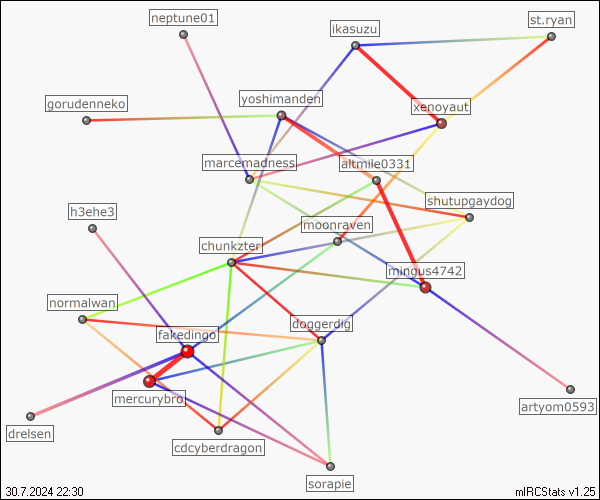 neptune01
st.ryan
ikasuzu
gorudenneko
yoshimanden
xenoyaut
marcemadness
altmile0331
shutupgaydog
h3ehe3
moonraven
chunkzter
mingus4742
normalwan
doggerdig
fakedingo
mercurybro
artyom0593
drelsen
cdcyberdragon
sorapie
30.7.2024 22:30
mIRCStats v1.25